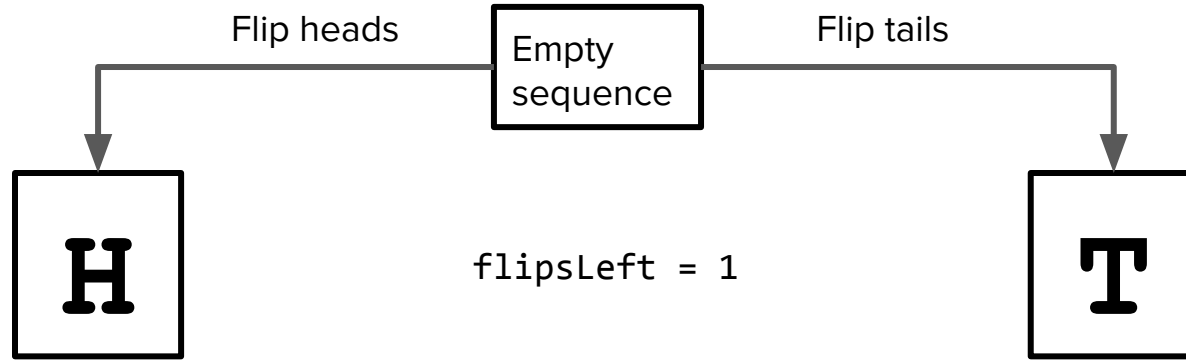 Flip heads
Empty
sequence
Flip tails
H
flipsLeft = 1
T